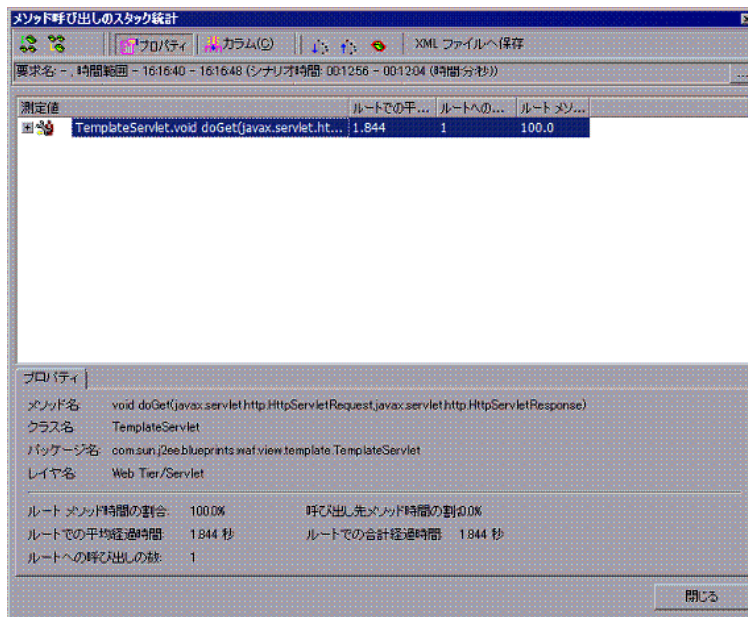 メソッド呼び出しのスタック統計
プロパティ カラム(C) XML ファイルへ保存
要求名: - , 時間範囲 - 16:16:40 - 16:16:48 (シナリオ時間: 00:12:56 - 00:12:04 (時間:分:秒)) ...
測定値 ルートでの平... ルートへの... ルート メソ...
TemplateServlet.void doGet(javax.servlet.ht... 1.844 1 100.0
プロパティ
メソッド名 void doGet(javax.servlet.http.HttpServletRequest,javax.servlet.http.HttpServletResponse)
クラス名 TemplateServlet
パッケージ名: com.sun.j2ee.blueprints.waf.view.template.TemplateServlet
レイヤ名 Web Tier/Servlet
ルート メソッド時間の割合: 100.0% 呼び出し先メソッド時間の割合:0.0%
ルートでの平均経過時間: 1.844 秒 ルートでの合計経過時間: 1.844 秒
ルートへの呼び出しの数: 1
閉じる